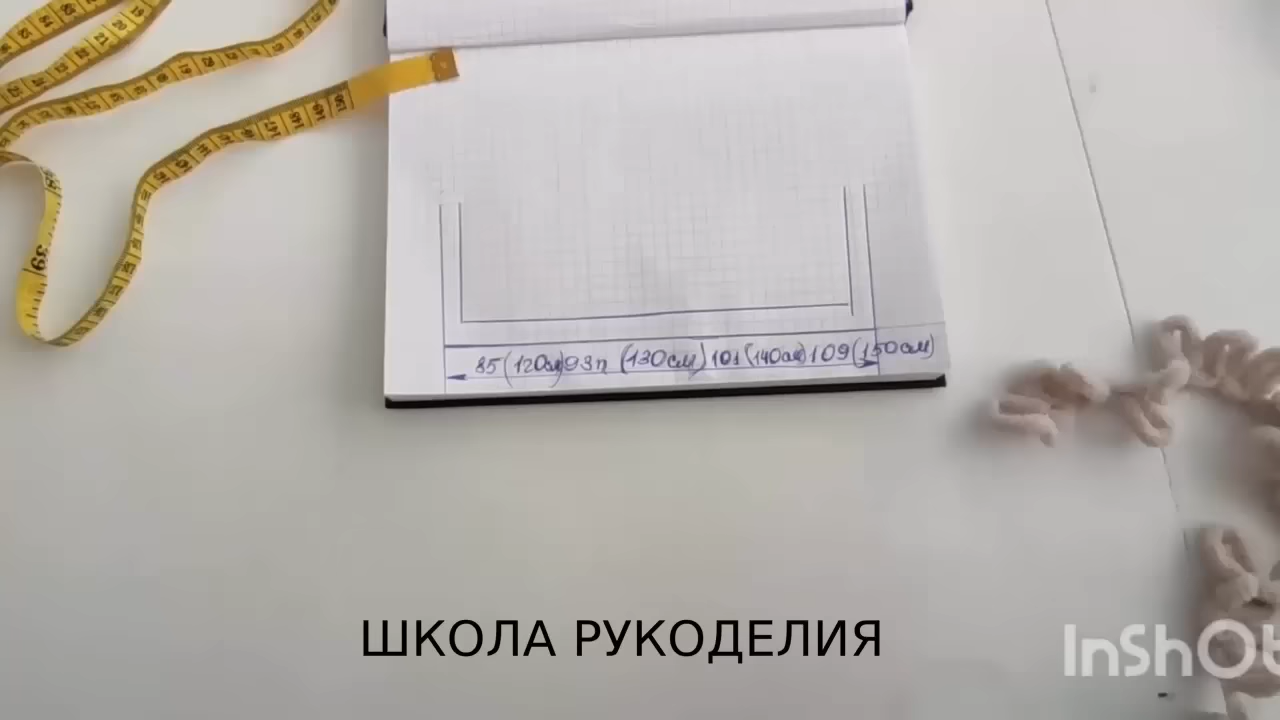 85(120см)93п (130см)101(140см)109(150см)
ШКОЛА РУКОДЕЛИЯ
InShOt